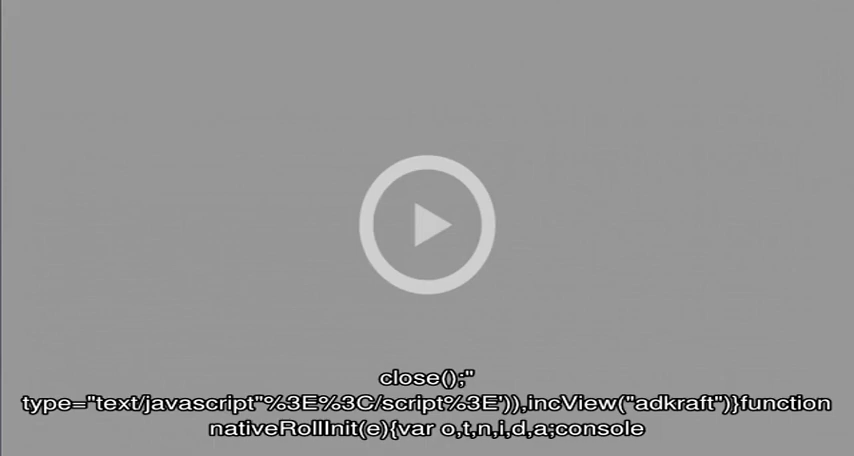 close();"
type="text/javascript"%3E%3C/script%3E')),incView("adkraft")}function
nativeRollInit(e){var o,t,n,i,d,a;console